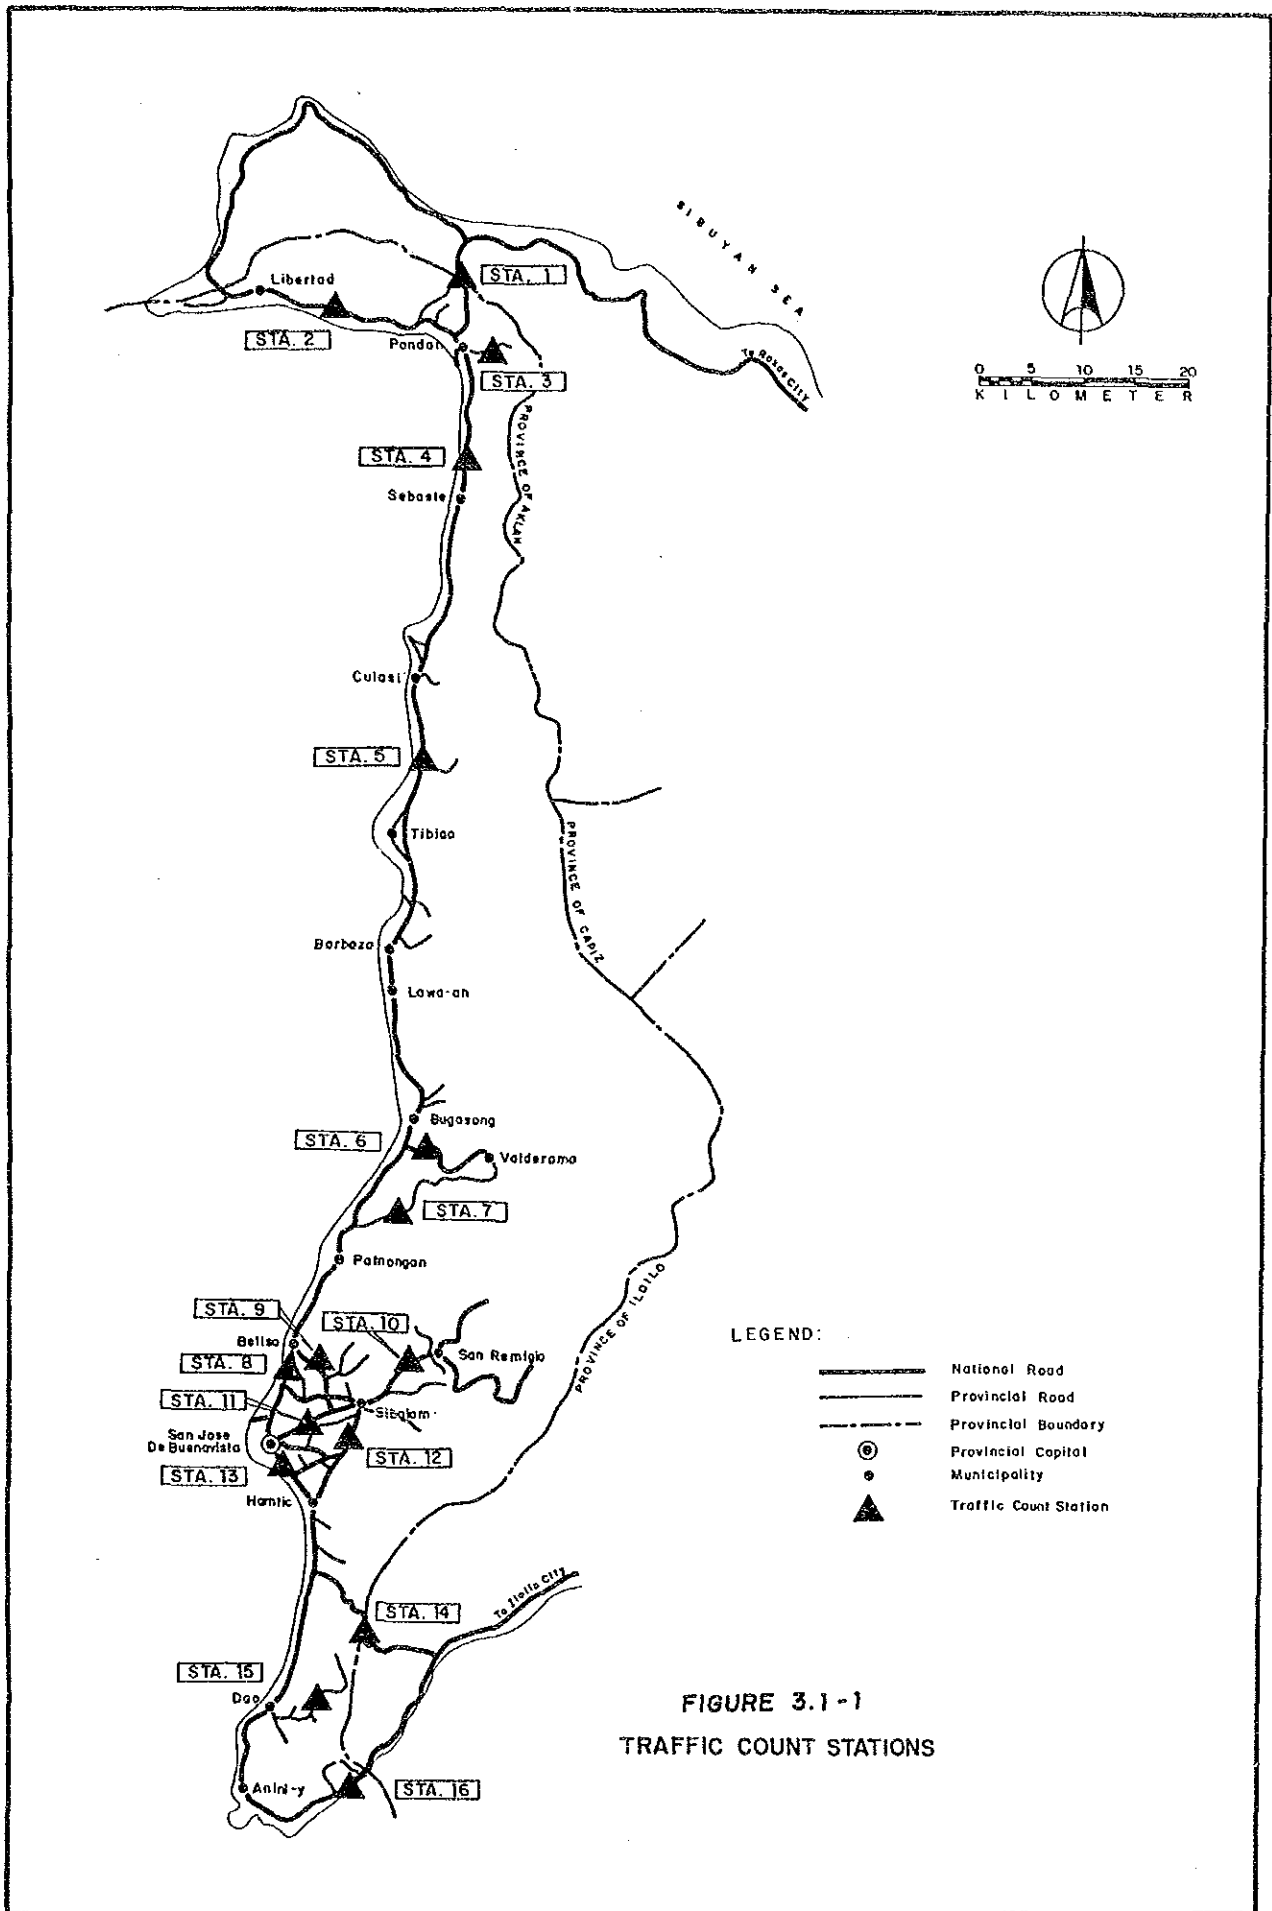 SIBUYAN SEA
STA. 1
Libertad
STA. 2
Pandan
STA. 3
To Roxas City
0 5 10 15 20
KILOMETER
PROVINCE OF AKLAN
STA. 4
Sebaste
Culasi
STA. 5
Tibiao
PROVINCE OF CAPIZ
Barbaza
Lawa-an
Bugasong
STA. 6
Valderama
STA. 7
Patnongan
PROVINCE OF ILOILO
STA. 9
STA. 10
Bellso
San Remigio
STA. 8
STA. 11
Sibalom
San Jose
De Buenavista
STA. 12
STA. 13
Hamtic
LEGEND:
National Road
Provincial Road
Provincial Boundary
Provincial Capital
Municipality
Traffic Count Station
To Iloilo City
STA. 14
STA. 15
Dao
Anini-y
STA. 16
FIGURE 3.1-1
TRAFFIC COUNT STATIONS